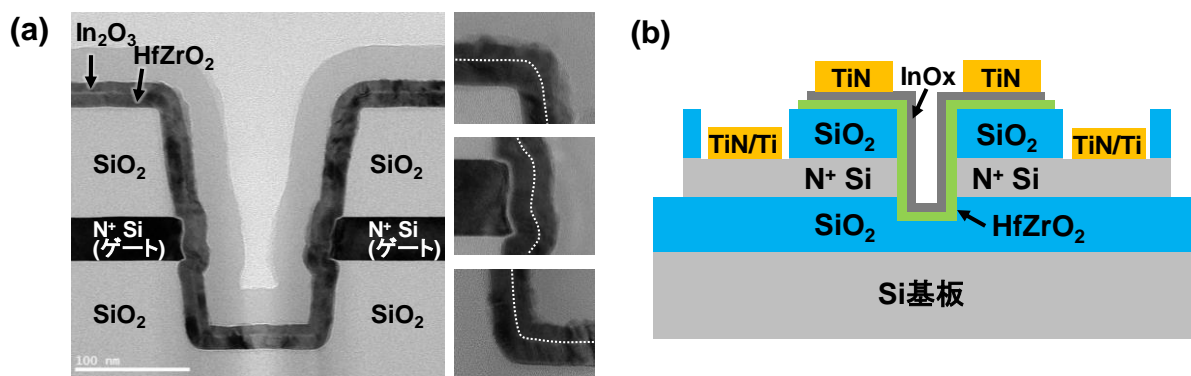 (a)
In₂O₃
HfZrO₂
SiO₂
SiO₂
N⁺ Si
(ゲート)
N⁺ Si
(ゲート)
SiO₂
SiO₂
100 nm
(b)
TiN
InOx
TiN
SiO₂
SiO₂
TiN/Ti
TiN/Ti
N⁺ Si
N⁺ Si
SiO₂
HfZrO₂
Si基板